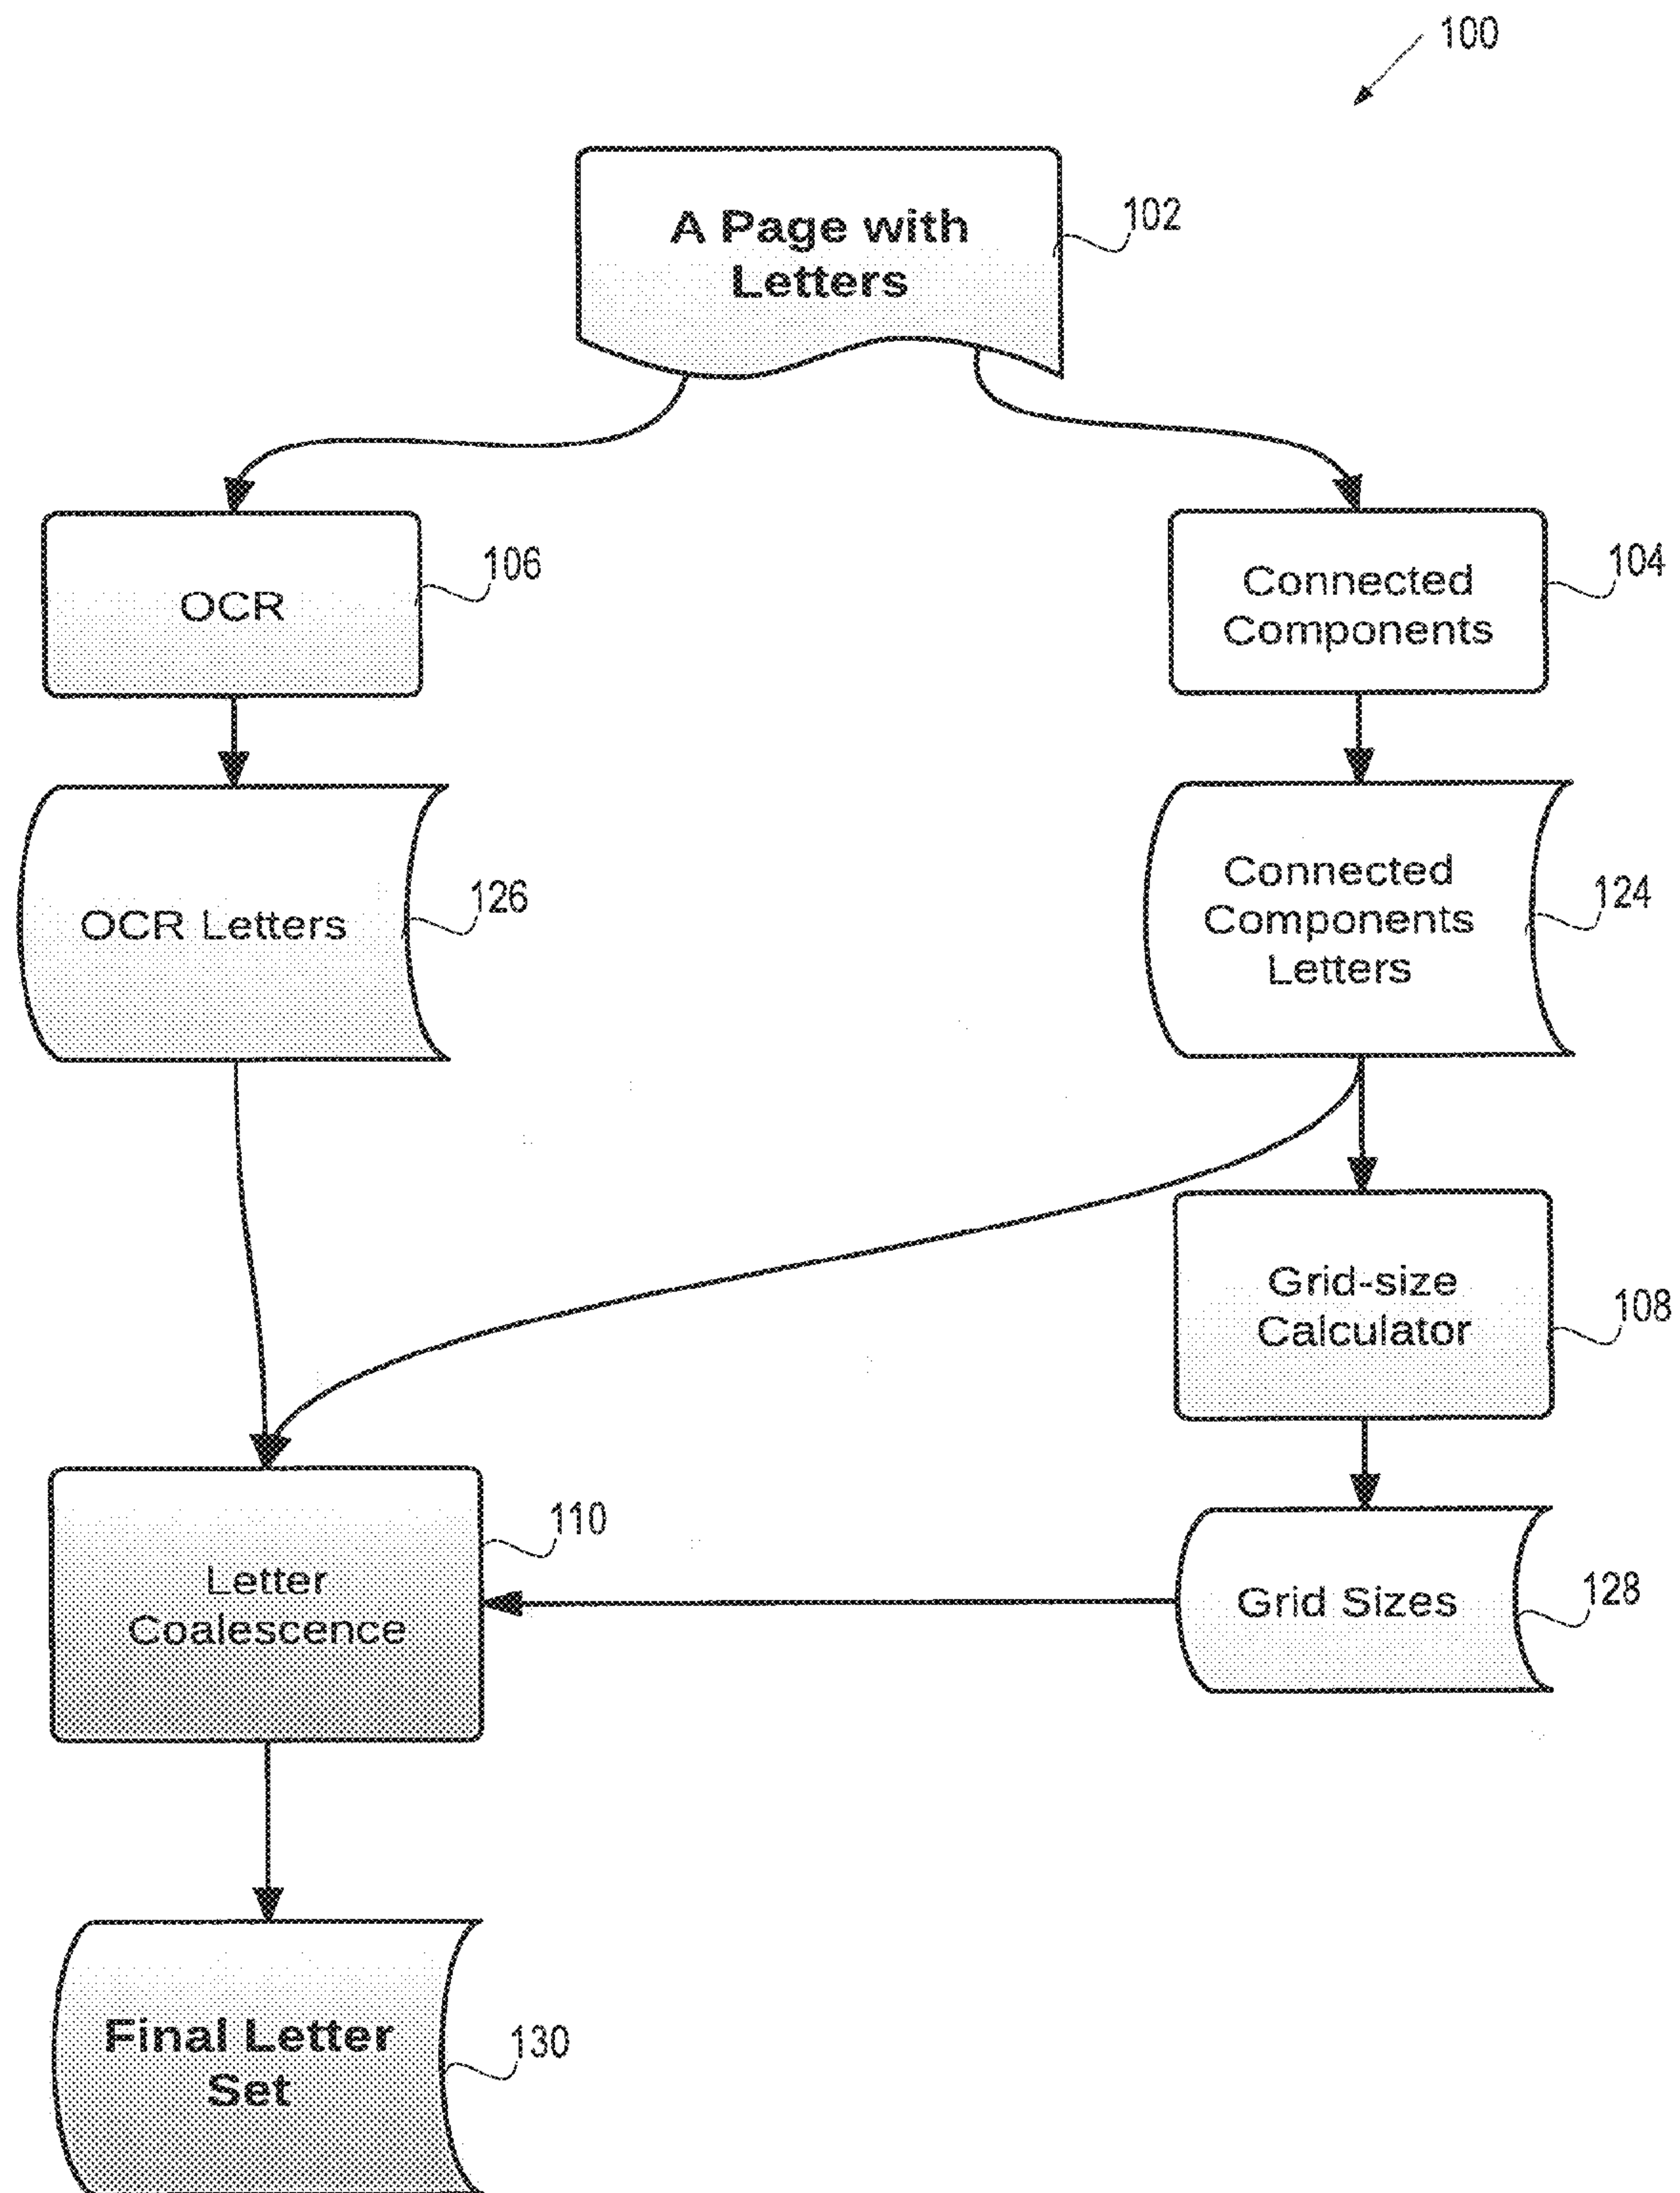 100
A Page with
Letters
102
OCR
106
Connected
Components
104
OCR Letters
126
Connected
Components
Letters
124
Grid-size
Calculator
108
Letter
Coalescence
110
Grid Sizes
128
Final Letter
Set
130